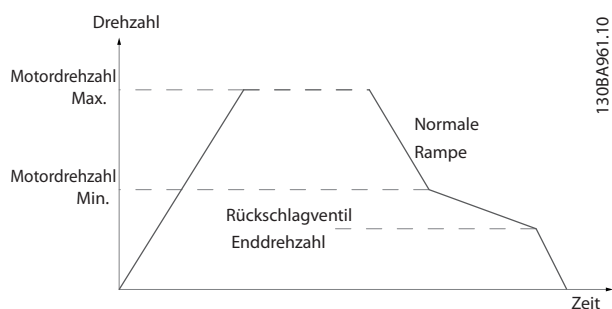 Drehzahl
Motordrehzahl
Max.
Normale
Rampe
Motordrehzahl
Min.
Rückschlagventil
Enddrehzahl
Zeit
130BA961.10